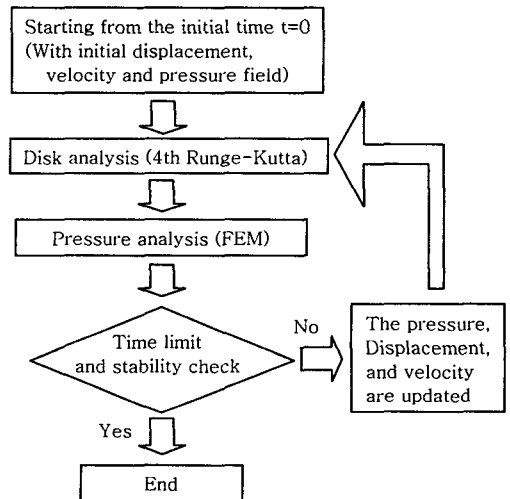 Starting from the initial time t=0
(With initial displacement,
velocity and pressure field)
Disk analysis (4th Runge-Kutta)
Pressure analysis (FEM)
Time limit
and stability check
No
The pressure,
Displacement,
and velocity
are updated
Yes
End